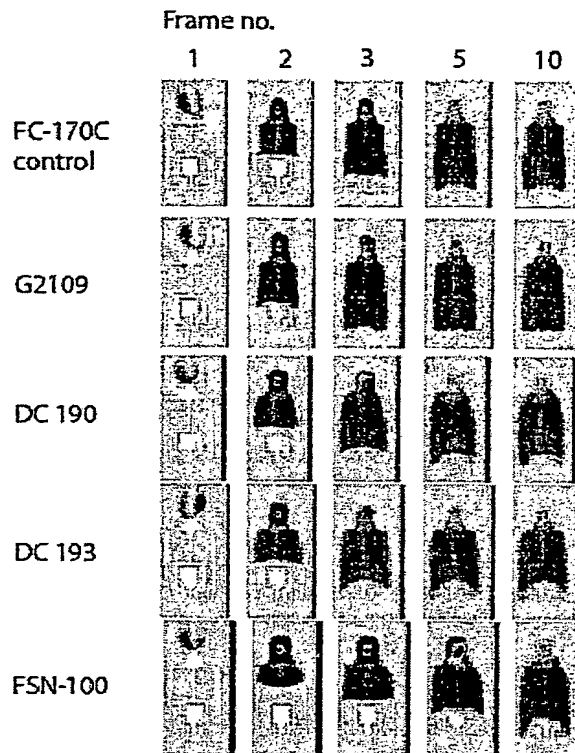 Frame no.
1 2 3 5 10
FC-170C
control
G2109
DC 190
DC 193
FSN-100